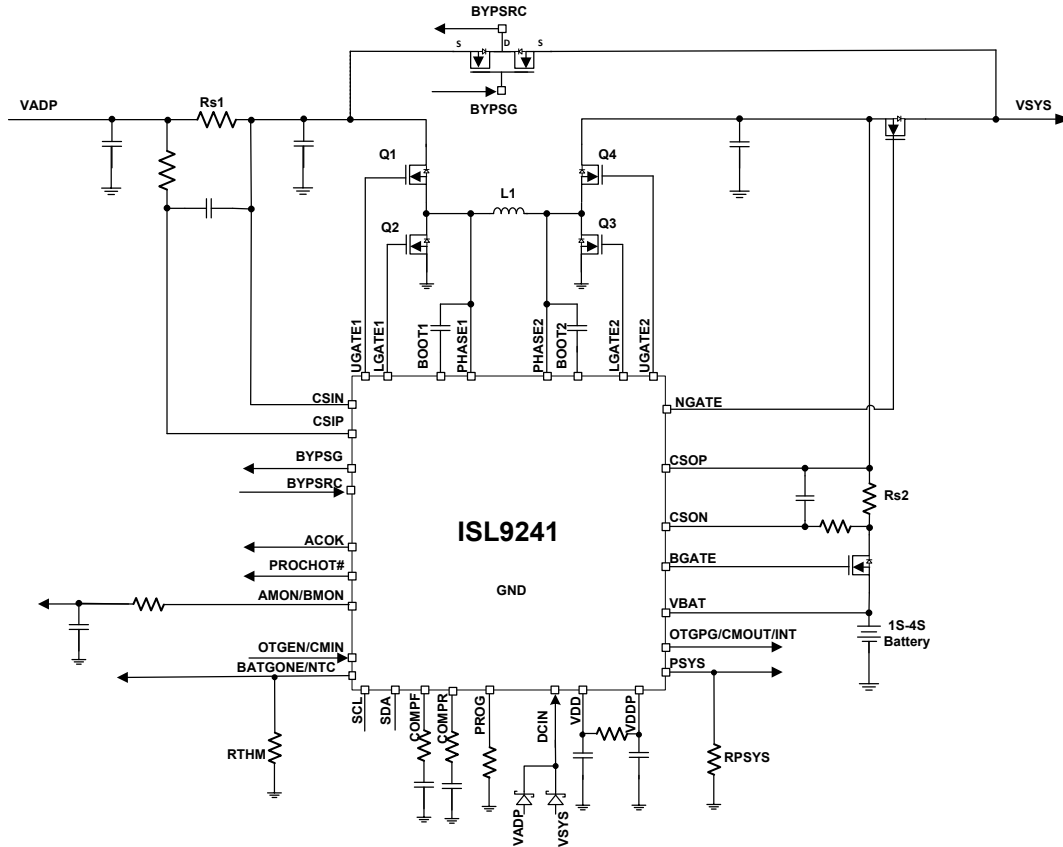 BYPSRC
S
D
S
BYPSG
VADP
Rs1
VSYS
Q1
Q4
L1
Q2
Q3
UGATE1
LGATE1
BOOT1
PHASE1
PHASE2
BOOT2
LGATE2
UGATE2
CSIN
CSIP
BYPSG
BYPSRC
ACOK
PROCHOT#
AMON/BMON
OTGEN/CMIN
BATGONE/NTC
ISL9241
GND
NGATE
CSOP
Rs2
CSON
BGATE
VBAT
1S-4S
Battery
OTGPG/CMOUT/INT
PSYS
SCL
SDA
COMPF
COMPR
PROG
DCIN
VDD
VDDP
RTHM
VADP
VSYS
RPSYS